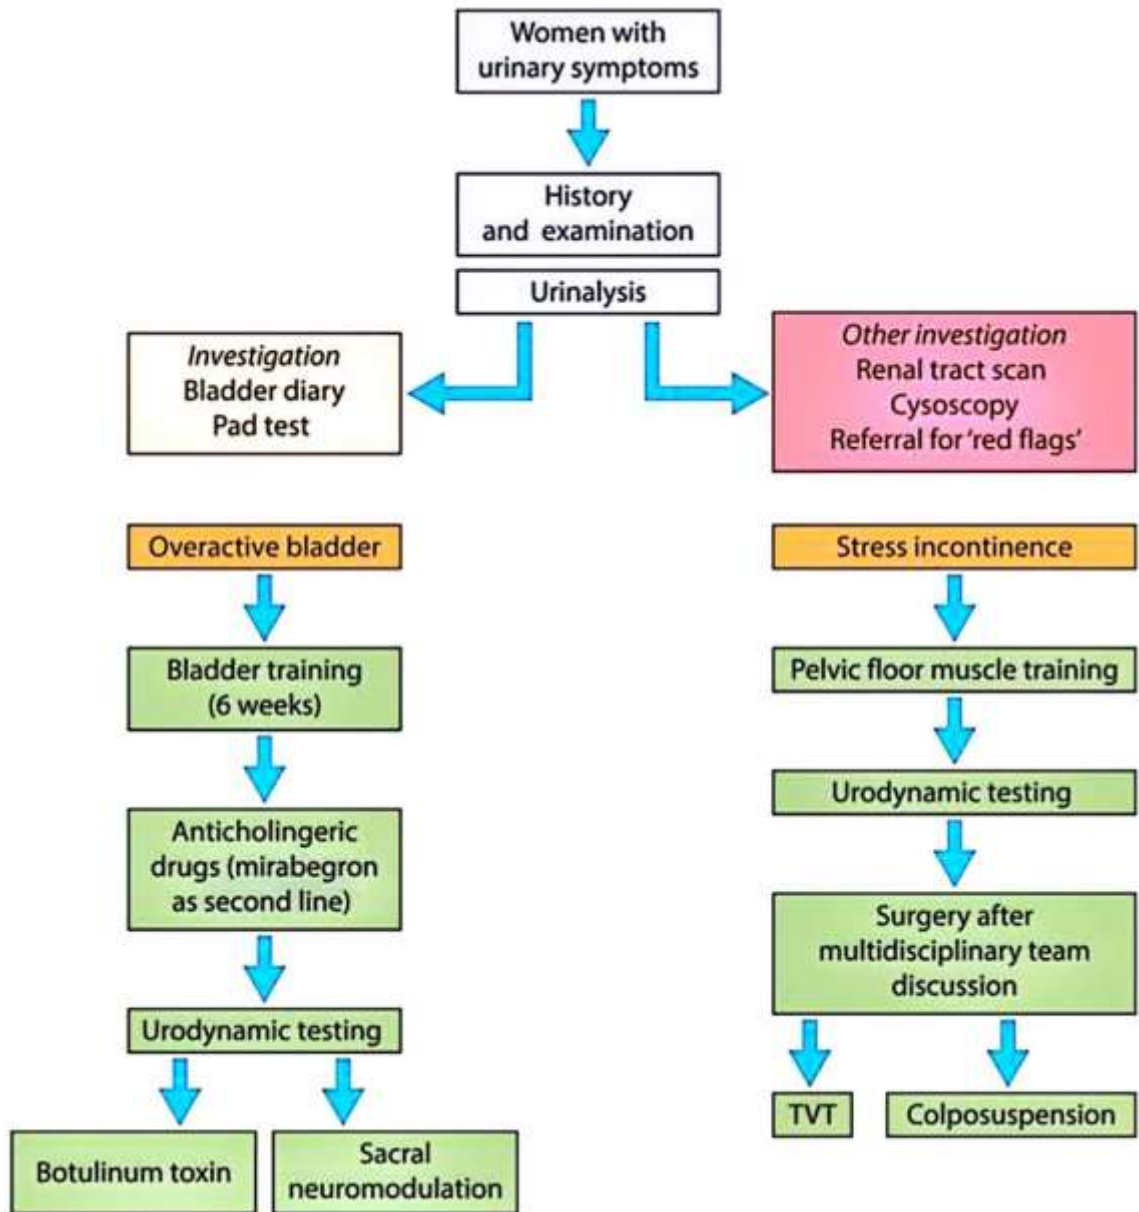 Women with
urinary symptoms
History
and examination
Urinalysis
Investigation
Bladder diary
Pad test
Other investigation
Renal tract scan
Cysoscopy
Referral for 'red flags'
Overactive bladder
Bladder training
(6 weeks)
Anticholingeric
drugs (mirabegron
as second line)
Urodynamic testing
Botulinum toxin
Sacral
neuromodulation
Stress incontinence
Pelvic floor muscle training
Urodynamic testing
Surgery after
multidisciplinary team
discussion
TVT
Colposuspension